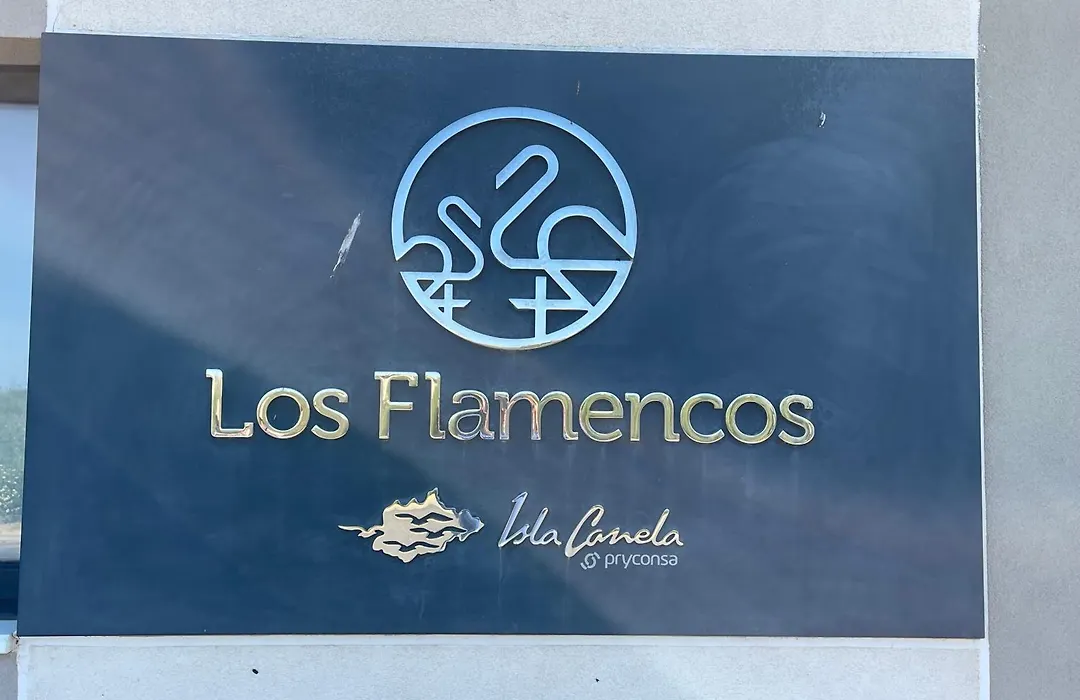 Los Flamencos
Isla Canela
pryconsa